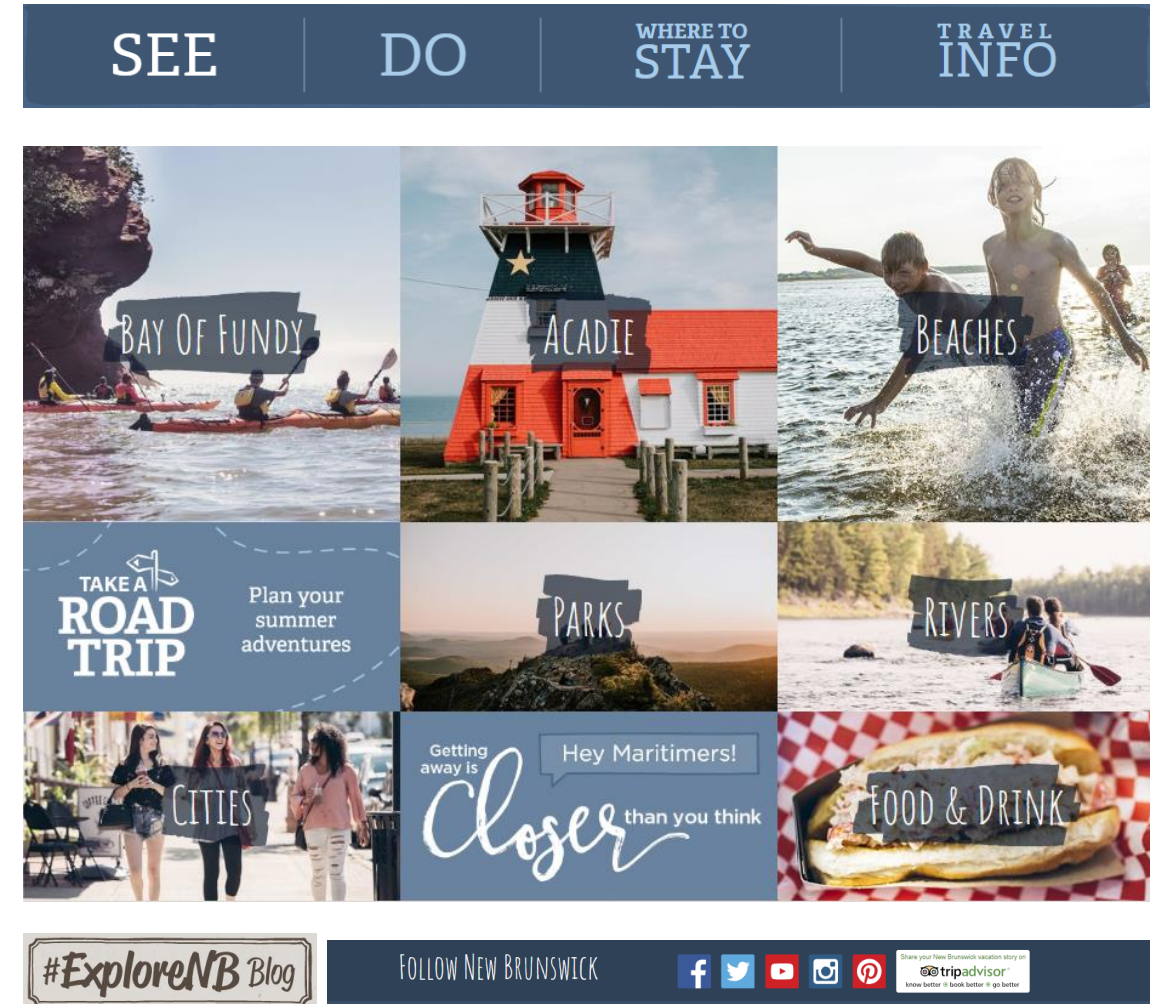 SEE
DO
WHERE TO
STAY
TRAVEL
INFO
BAY OF FUNDY
ACADIE
BEACHES
TAKE A
ROAD
TRIP
Plan your
summer
adventures
PARKS
RIVERS
CITIES
Getting
away is
Closer
than you think
Hey Maritimers!
FOOD & DRINK
#ExploreNB Blog
FOLLOW NEW BRUNSWICK
Share your New Brunswick vacation story on
tripadvisor
know better book better go better